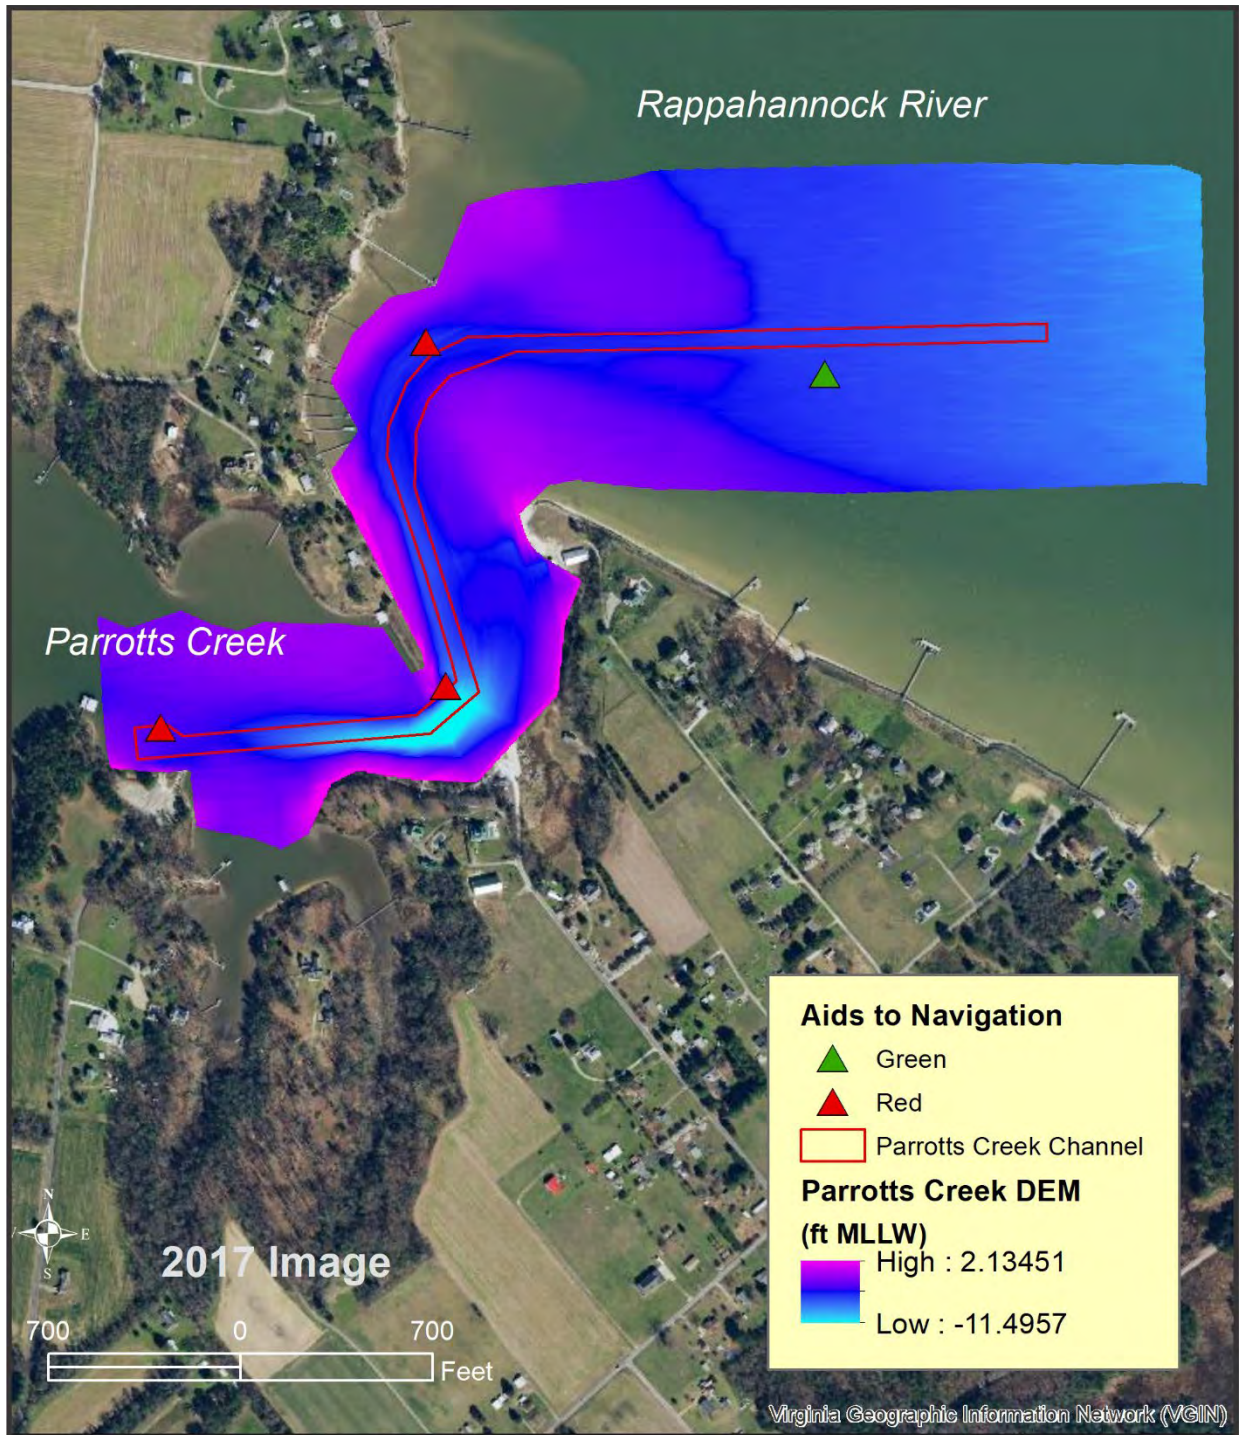 Rappahannock River
Parrotts Creek
Aids to Navigation
Green
Red
Parrotts Creek Channel
Parrotts Creek DEM
(ft MLLW)
High : 2.13451
Low : -11.4957
N
E
S
2017 Image
700 0 700
Feet
Virginia Geographic Information Network (VGIN)